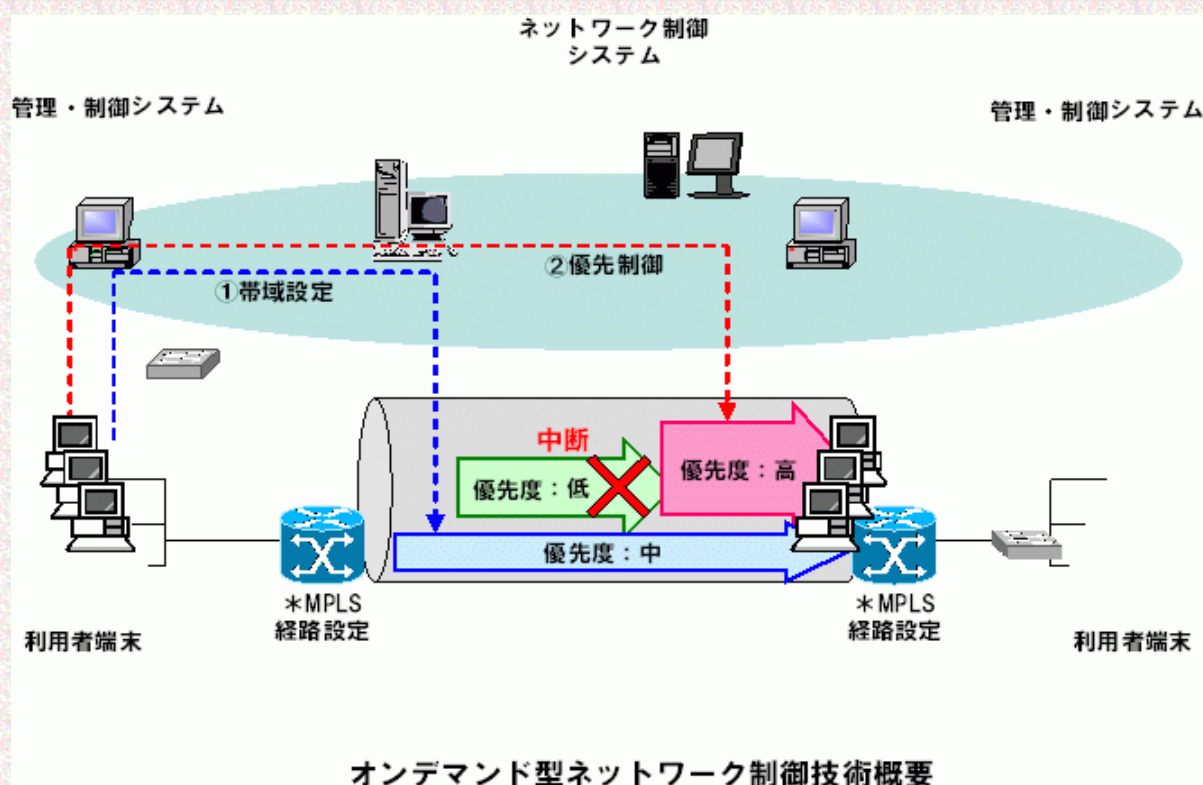 ネットワーク制御
システム
管理・制御システム
管理・制御システム
②優先制御
①帯域設定
中断
優先度：低
優先度：高
優先度：中
＊MPLS
経路設定
＊MPLS
経路設定
利用者端末
利用者端末
オンデマンド型ネットワーク制御技術概要